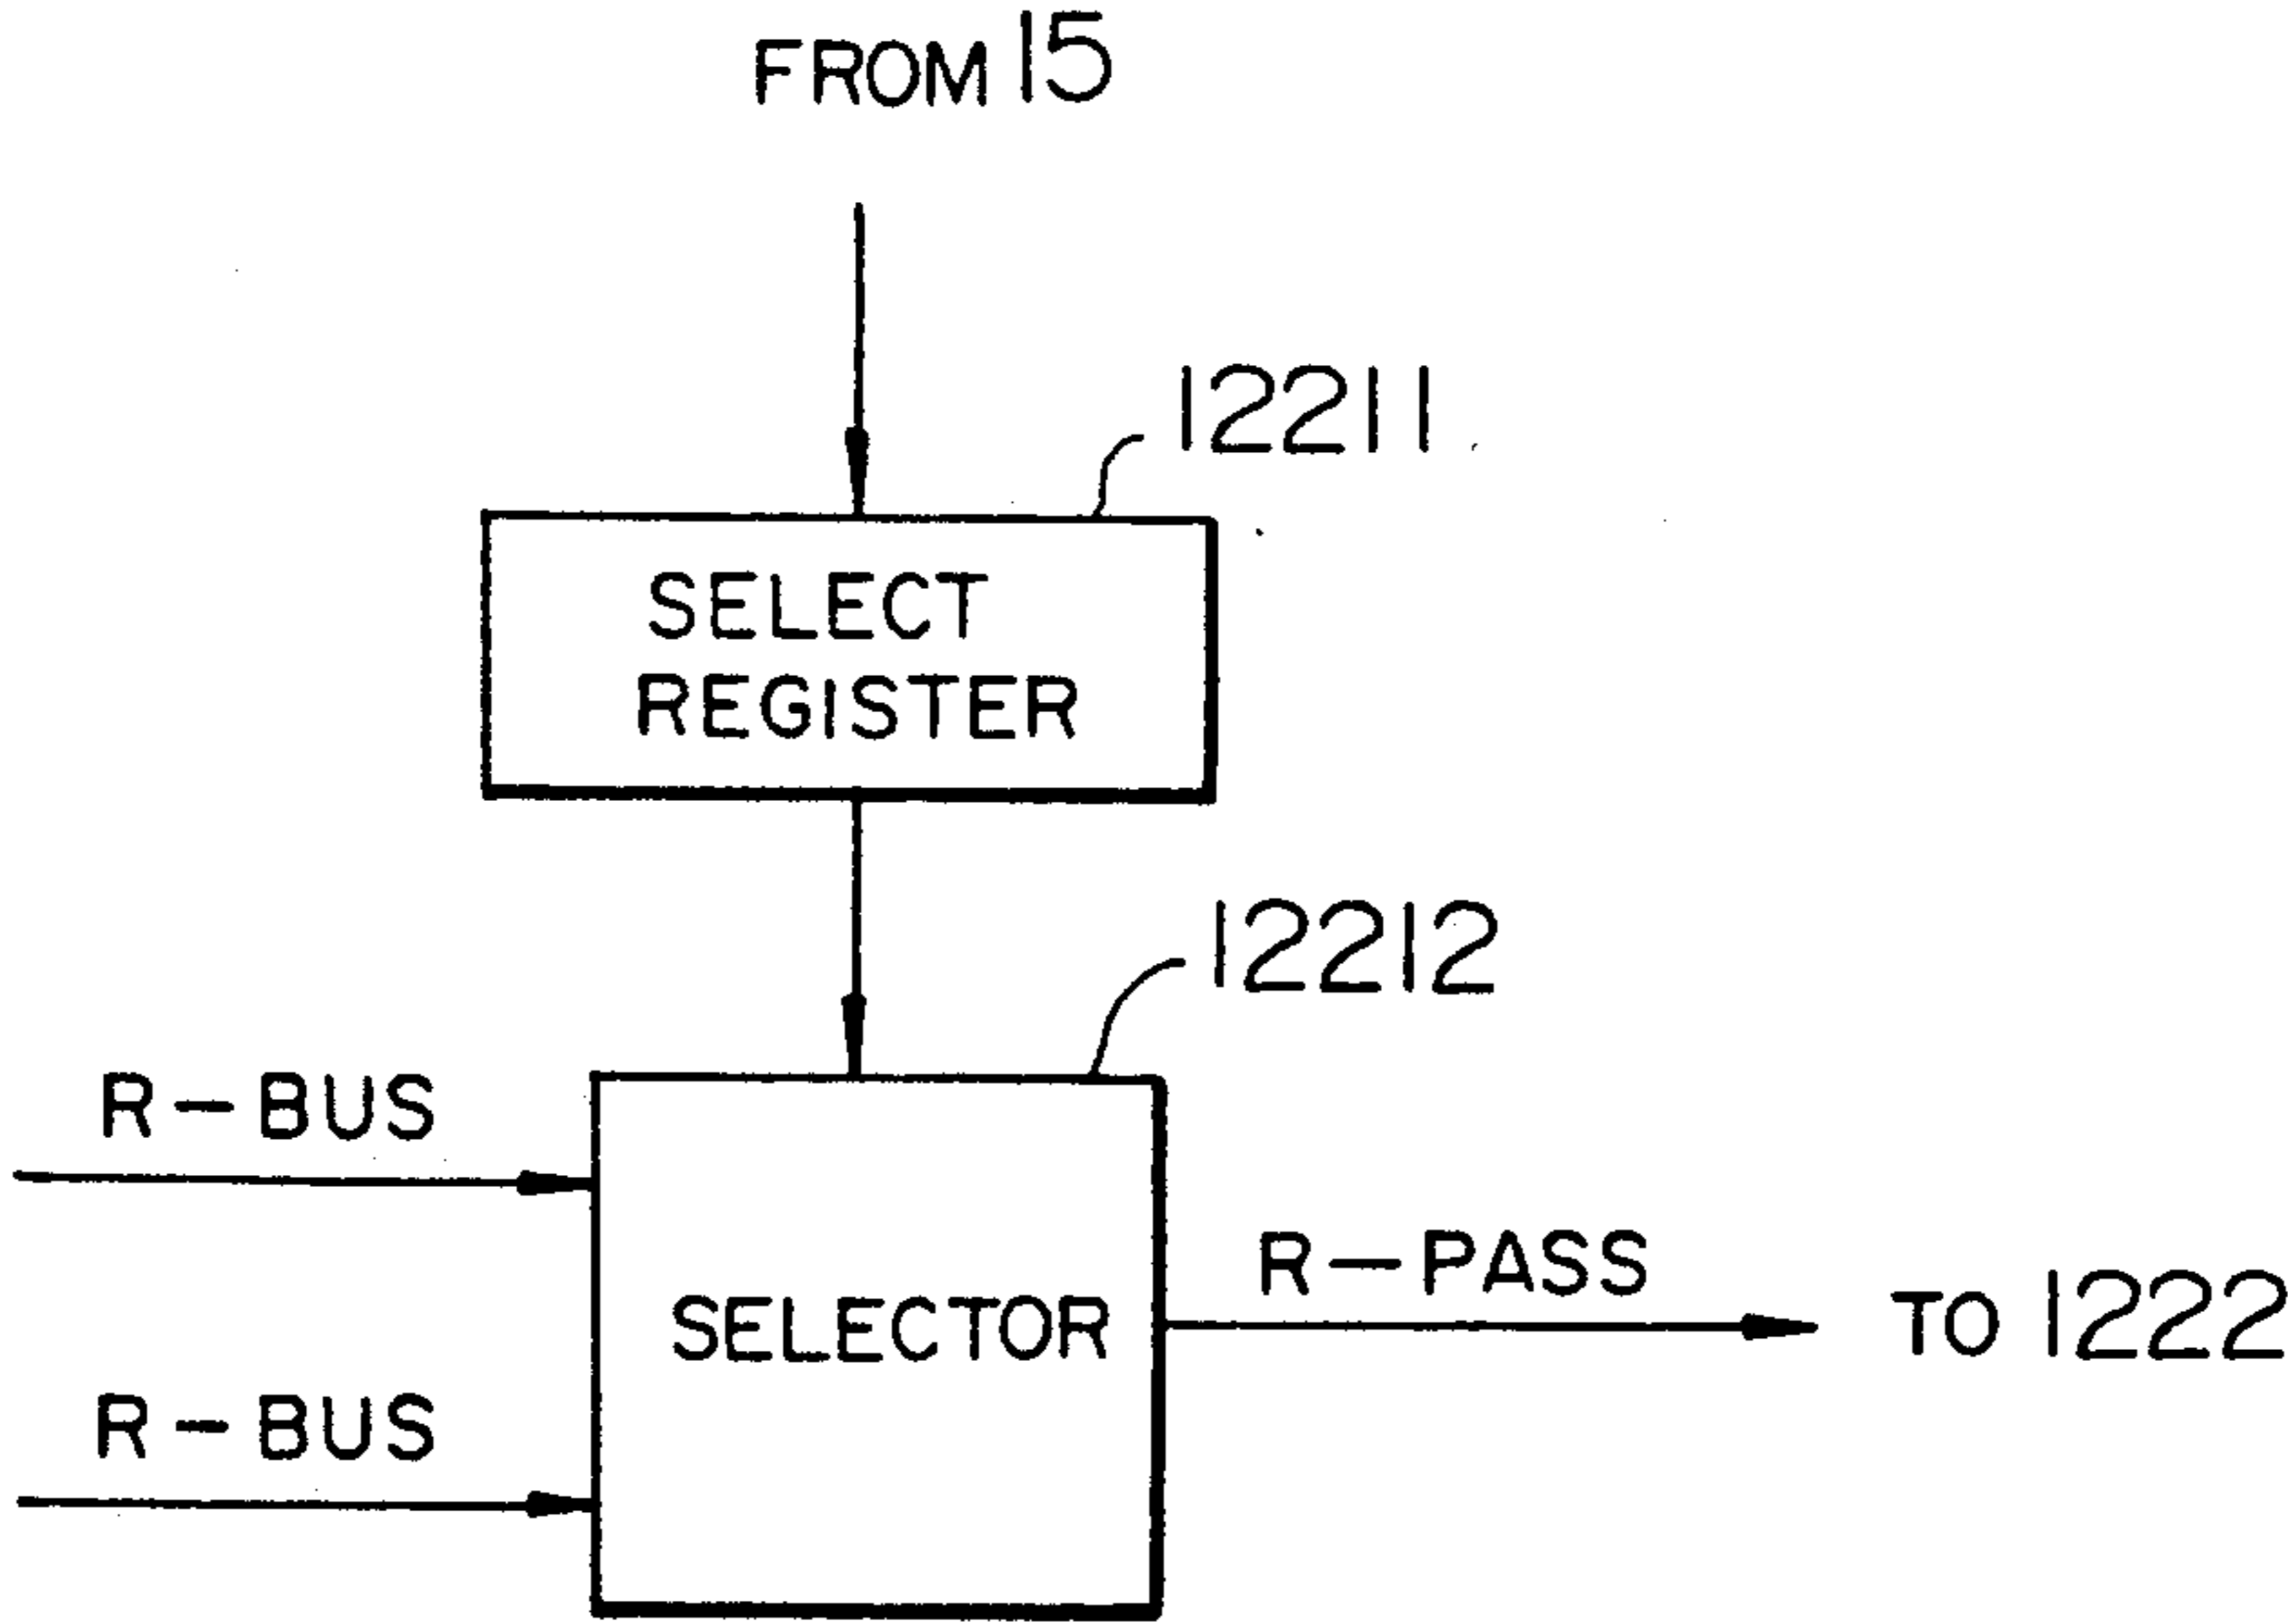 FROM 15
12211
SELECT
REGISTER
12212
R-BUS
R-PASS
SELECTOR
TO 1222
R-BUS